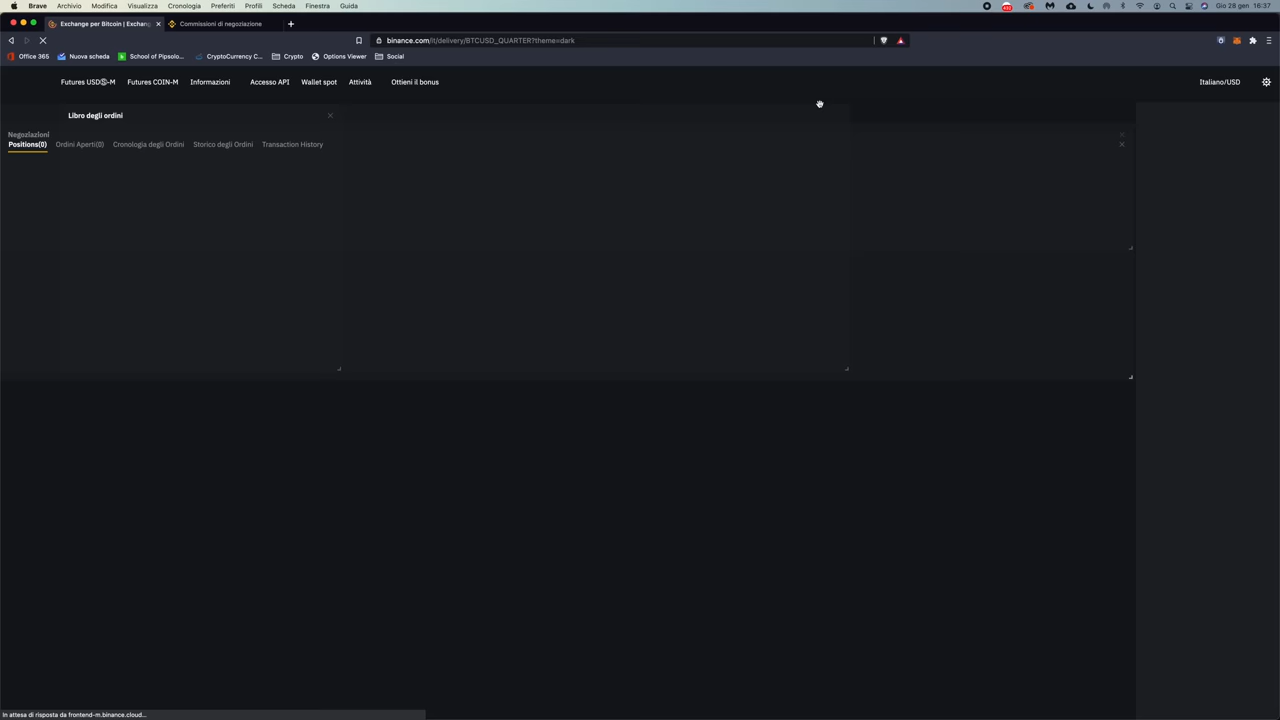 Brave Archivio Modifica Visualizza Cronologia Preferiti Profili Scheda Finestra Guida Gio 28 gen 16:37
Exchange per Bitcoin | Exchang Commissioni di negoziazione
binance.com/it/delivery/BTCUSD_QUARTER?theme=dark
Office 365 Nuova scheda School of Pipsolo... CryptoCurrency C... Crypto Options Viewer Social
Futures USDⓈ-M Futures COIN-M Informazioni Accesso API Wallet spot Attività Ottieni il bonus Italiano/USD
Libro degli ordini
Negoziazioni
Positions(0) Ordini Aperti(0) Cronologia degli Ordini Storico degli Ordini Transaction History
In attesa di risposta da frontend-m.binance.cloud...